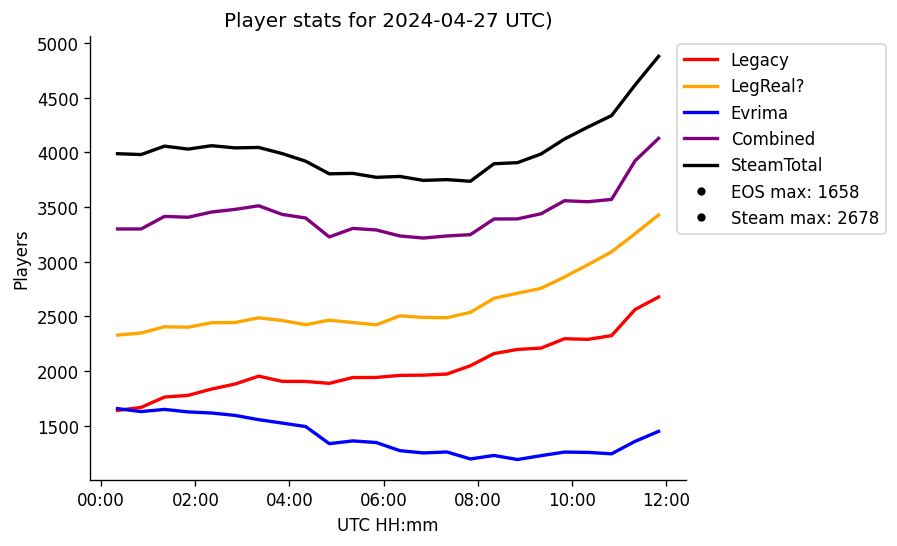 Player stats for 2024-04-27 UTC)
5000
4500
4000
3500
3000
2500
2000
1500
Players
00:00 02:00 04:00 06:00 08:00 10:00 12:00
UTC HH:mm
Legacy
LegReal?
Evrima
Combined
SteamTotal
EOS max: 1658
Steam max: 2678